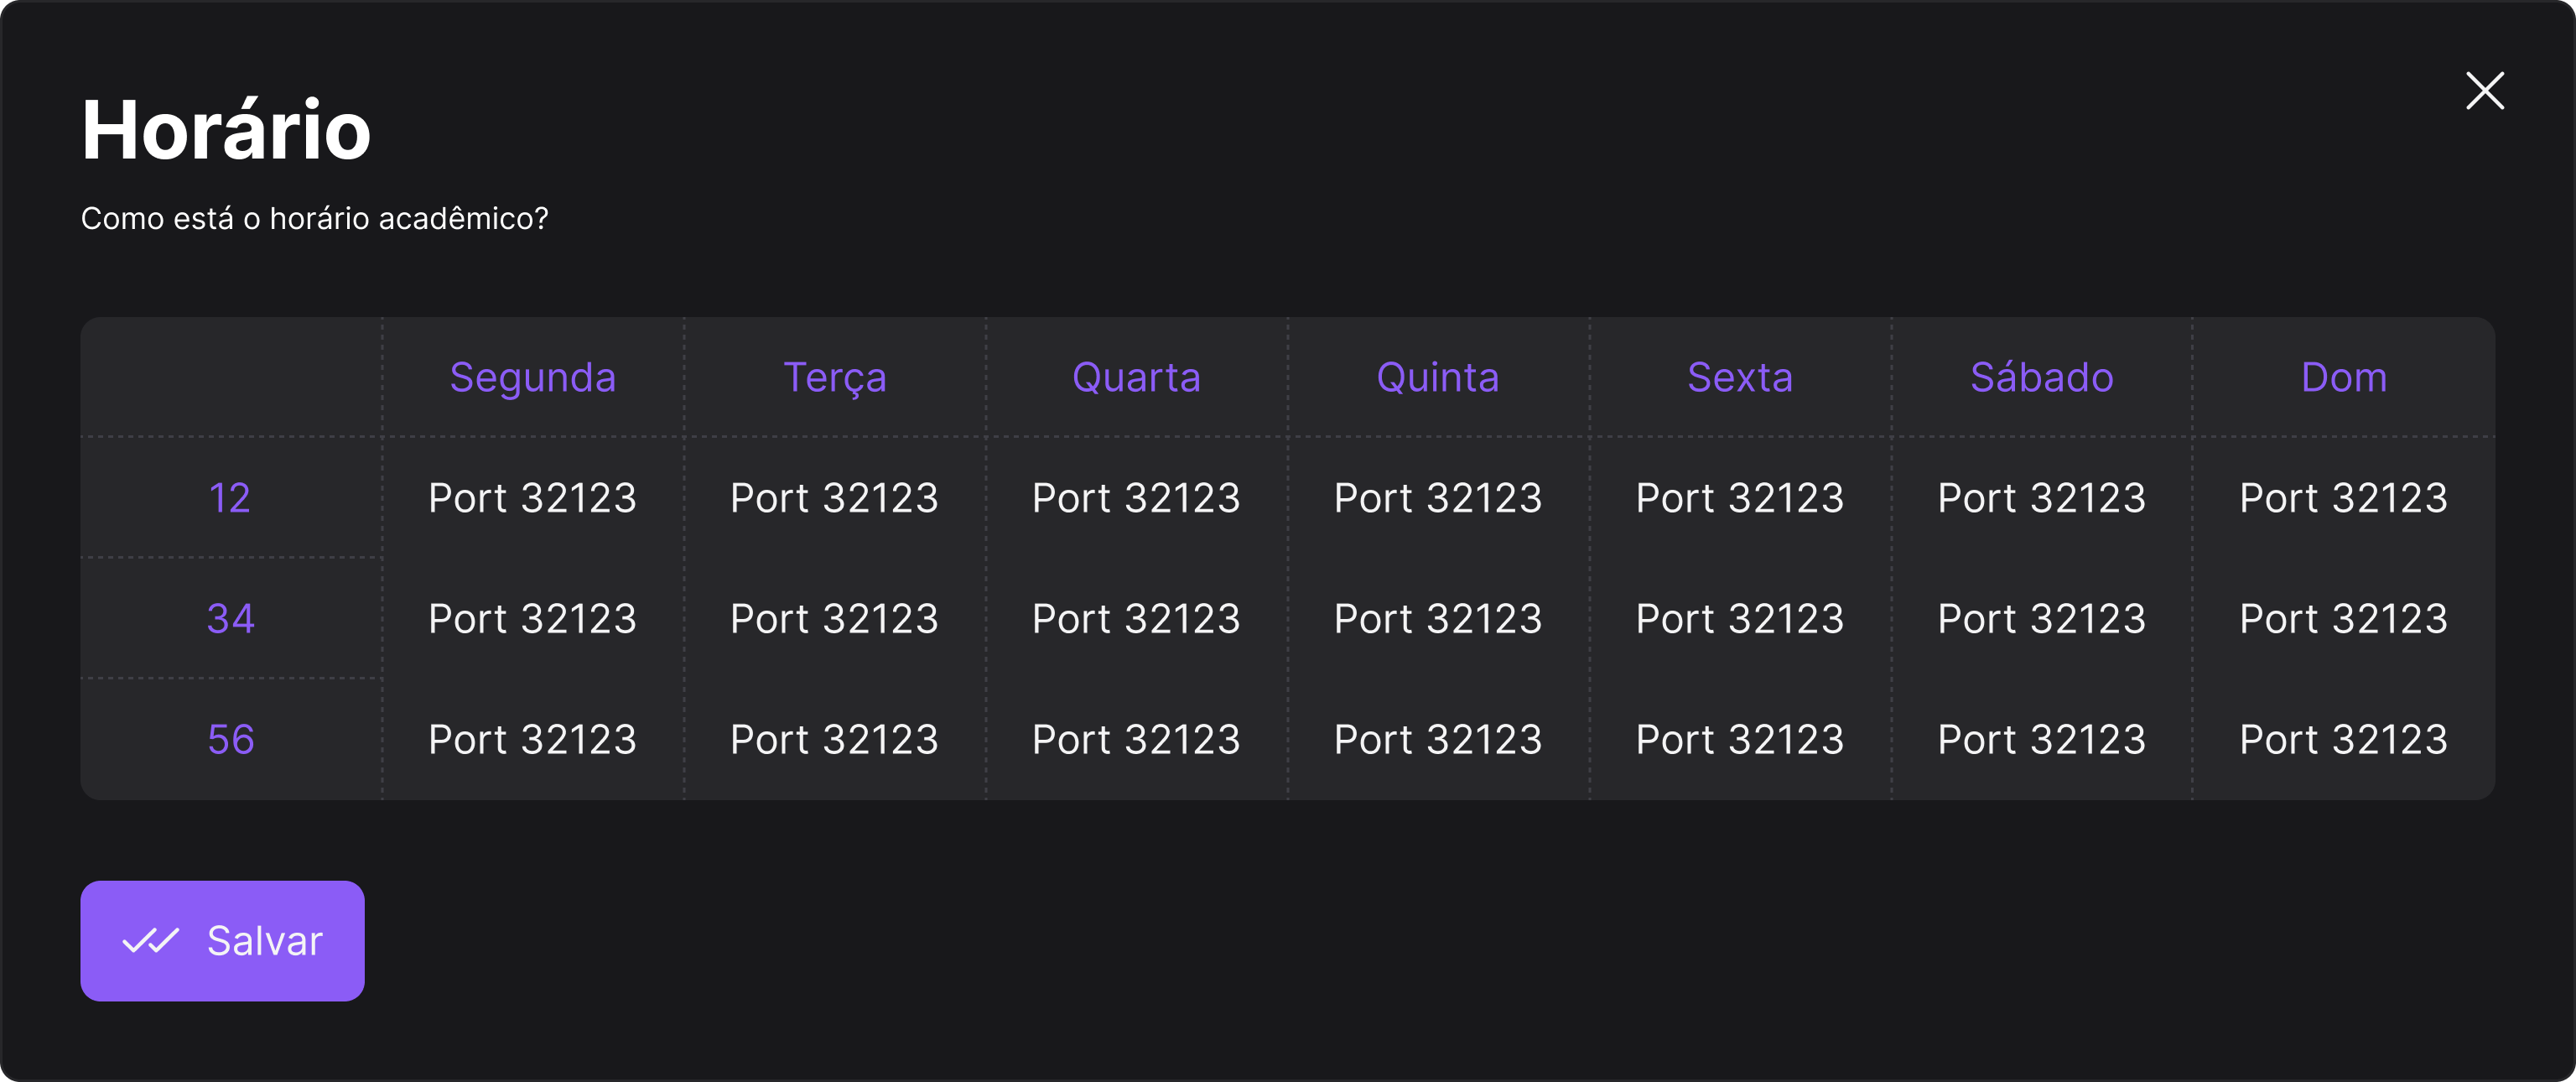 Horário
Como está o horário acadêmico?
Segunda Terça Quarta Quinta Sexta Sábado Dom
12 Port 32123 Port 32123 Port 32123 Port 32123 Port 32123 Port 32123 Port 32123
34 Port 32123 Port 32123 Port 32123 Port 32123 Port 32123 Port 32123 Port 32123
56 Port 32123 Port 32123 Port 32123 Port 32123 Port 32123 Port 32123 Port 32123
Salvar